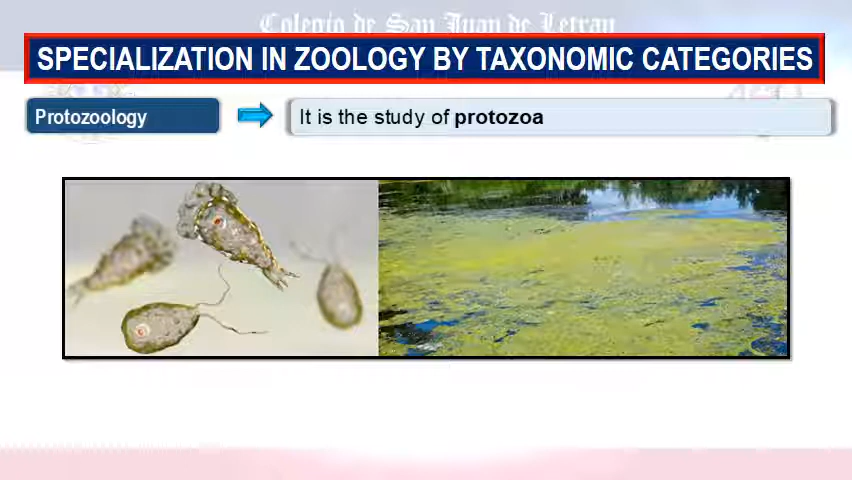 Colegio de San Juan de Letran
SPECIALIZATION IN ZOOLOGY BY TAXONOMIC CATEGORIES
Protozoology
It is the study of protozoa